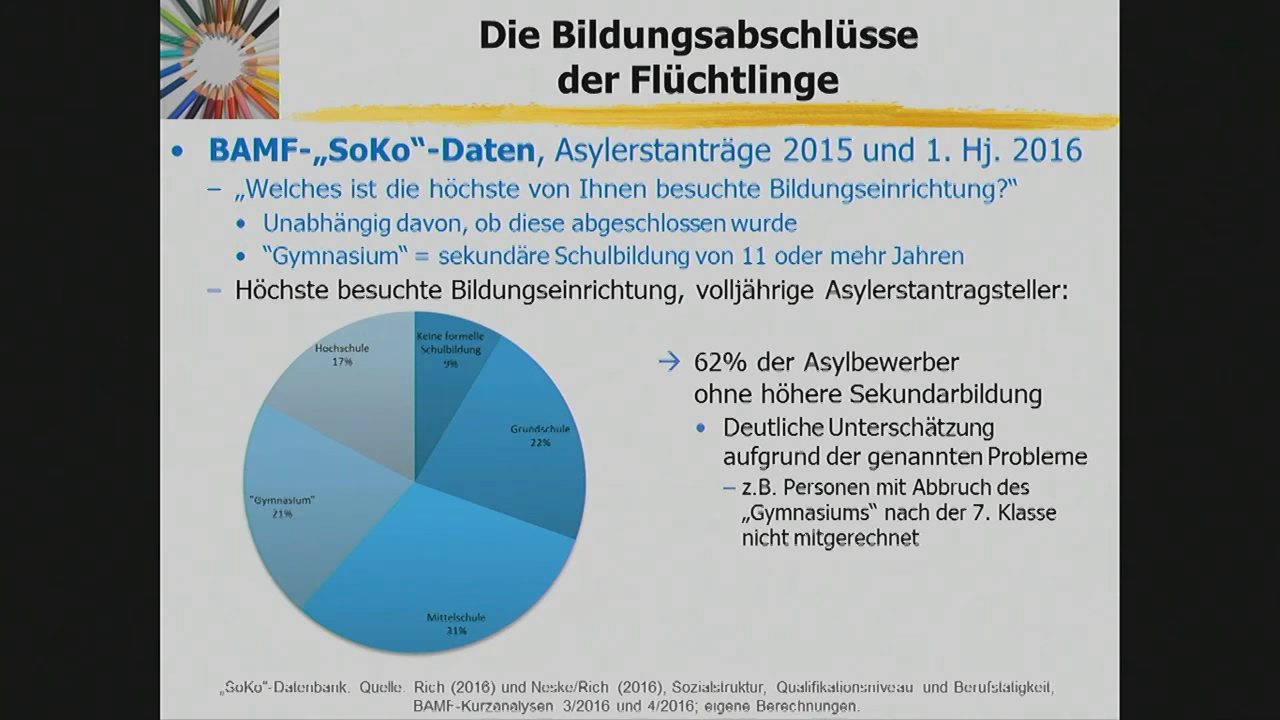 Die Bildungsabschlüsse
der Flüchtlinge
• BAMF-„SoKo“-Daten, Asylerstanträge 2015 und 1. Hj. 2016
– „Welches ist die höchste von Ihnen besuchte Bildungseinrichtung?“
• Unabhängig davon, ob diese abgeschlossen wurde
• “Gymnasium“ = sekundäre Schulbildung von 11 oder mehr Jahren
– Höchste besuchte Bildungseinrichtung, volljährige Asylerstantragsteller:
Keine formelle
Schulbildung
9%
Hochschule
17%
Grundschule
22%
"Gymnasium"
21%
Mittelschule
31%
→ 62% der Asylbewerber
ohne höhere Sekundarbildung
• Deutliche Unterschätzung
aufgrund der genannten Probleme
– z.B. Personen mit Abbruch des
„Gymnasiums“ nach der 7. Klasse
nicht mitgerechnet
„SoKo“-Datenbank. Quelle: Rich (2016) und Neske/Rich (2016), Sozialstruktur, Qualifikationsniveau und Berufstätigkeit,
BAMF-Kurzanalysen 3/2016 und 4/2016; eigene Berechnungen.